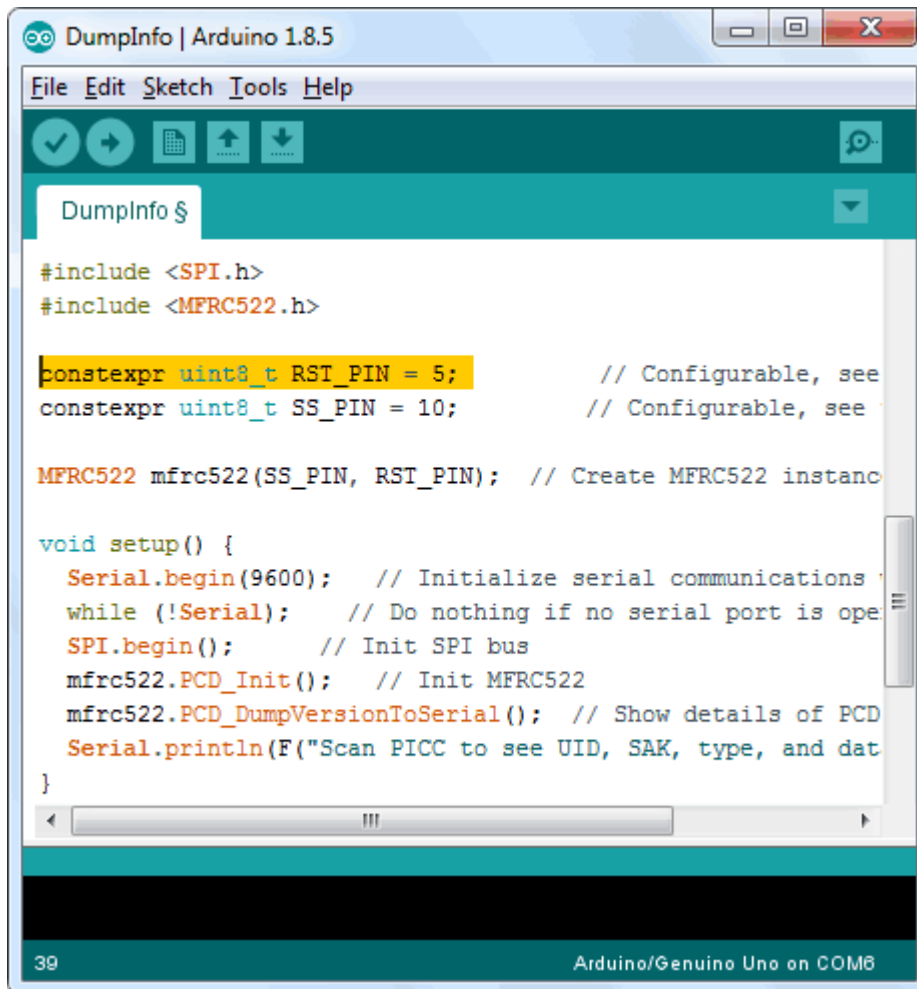 DumpInfo | Arduino 1.8.5
File Edit Sketch Tools Help
DumpInfo §
#include <SPI.h>
#include <MFRC522.h>
constexpr uint8_t RST_PIN = 5; // Configurable, see
constexpr uint8_t SS_PIN = 10; // Configurable, see
MFRC522 mfrc522(SS_PIN, RST_PIN); // Create MFRC522 instanc
void setup() {
Serial.begin(9600); // Initialize serial communications
while (!Serial); // Do nothing if no serial port is ope
SPI.begin(); // Init SPI bus
mfrc522.PCD_Init(); // Init MFRC522
mfrc522.PCD_DumpVersionToSerial(); // Show details of PCD
Serial.println(F("Scan PICC to see UID, SAK, type, and dat
}
39 Arduino/Genuino Uno on COM6